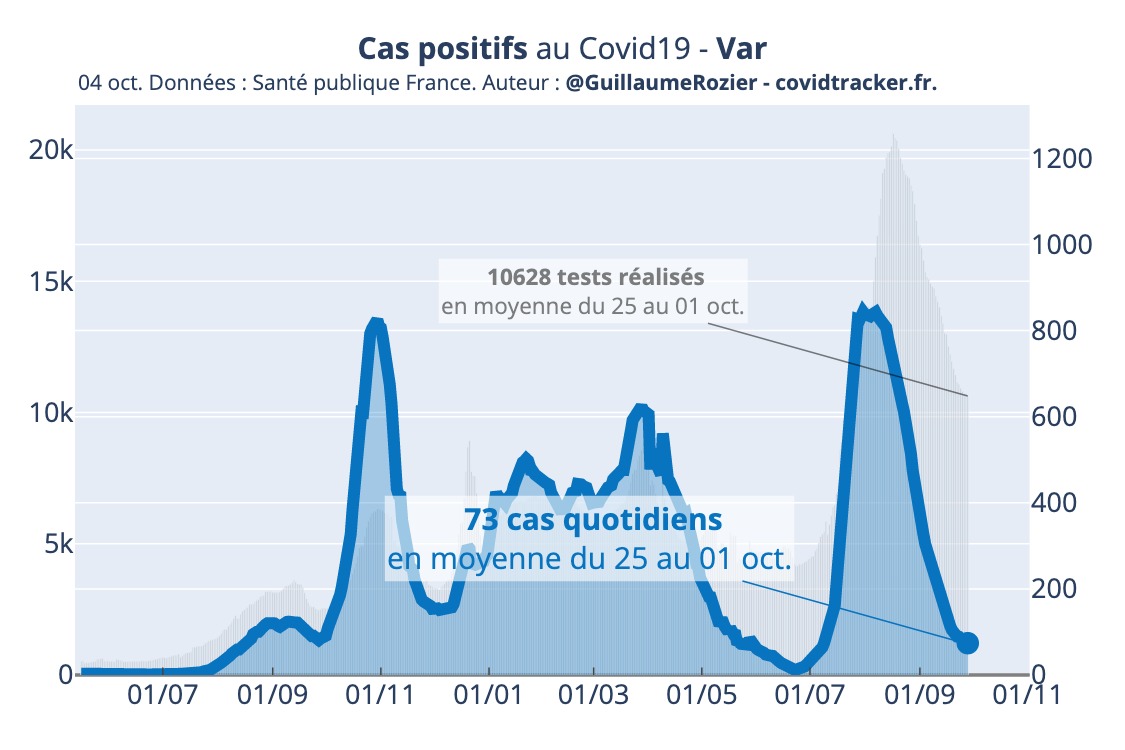 Cas positifs au Covid19 - Var
04 oct. Données : Santé publique France. Auteur : @GuillaumeRozier - covidtracker.fr.
20k
1200
1000
15k
10628 tests réalisés
en moyenne du 25 au 01 oct.
800
10k
600
400
73 cas quotidiens
5k
en moyenne du 25 au 01 oct.
200
0
0
01/07 01/09 01/11 01/01 01/03 01/05 01/07 01/09 01/11